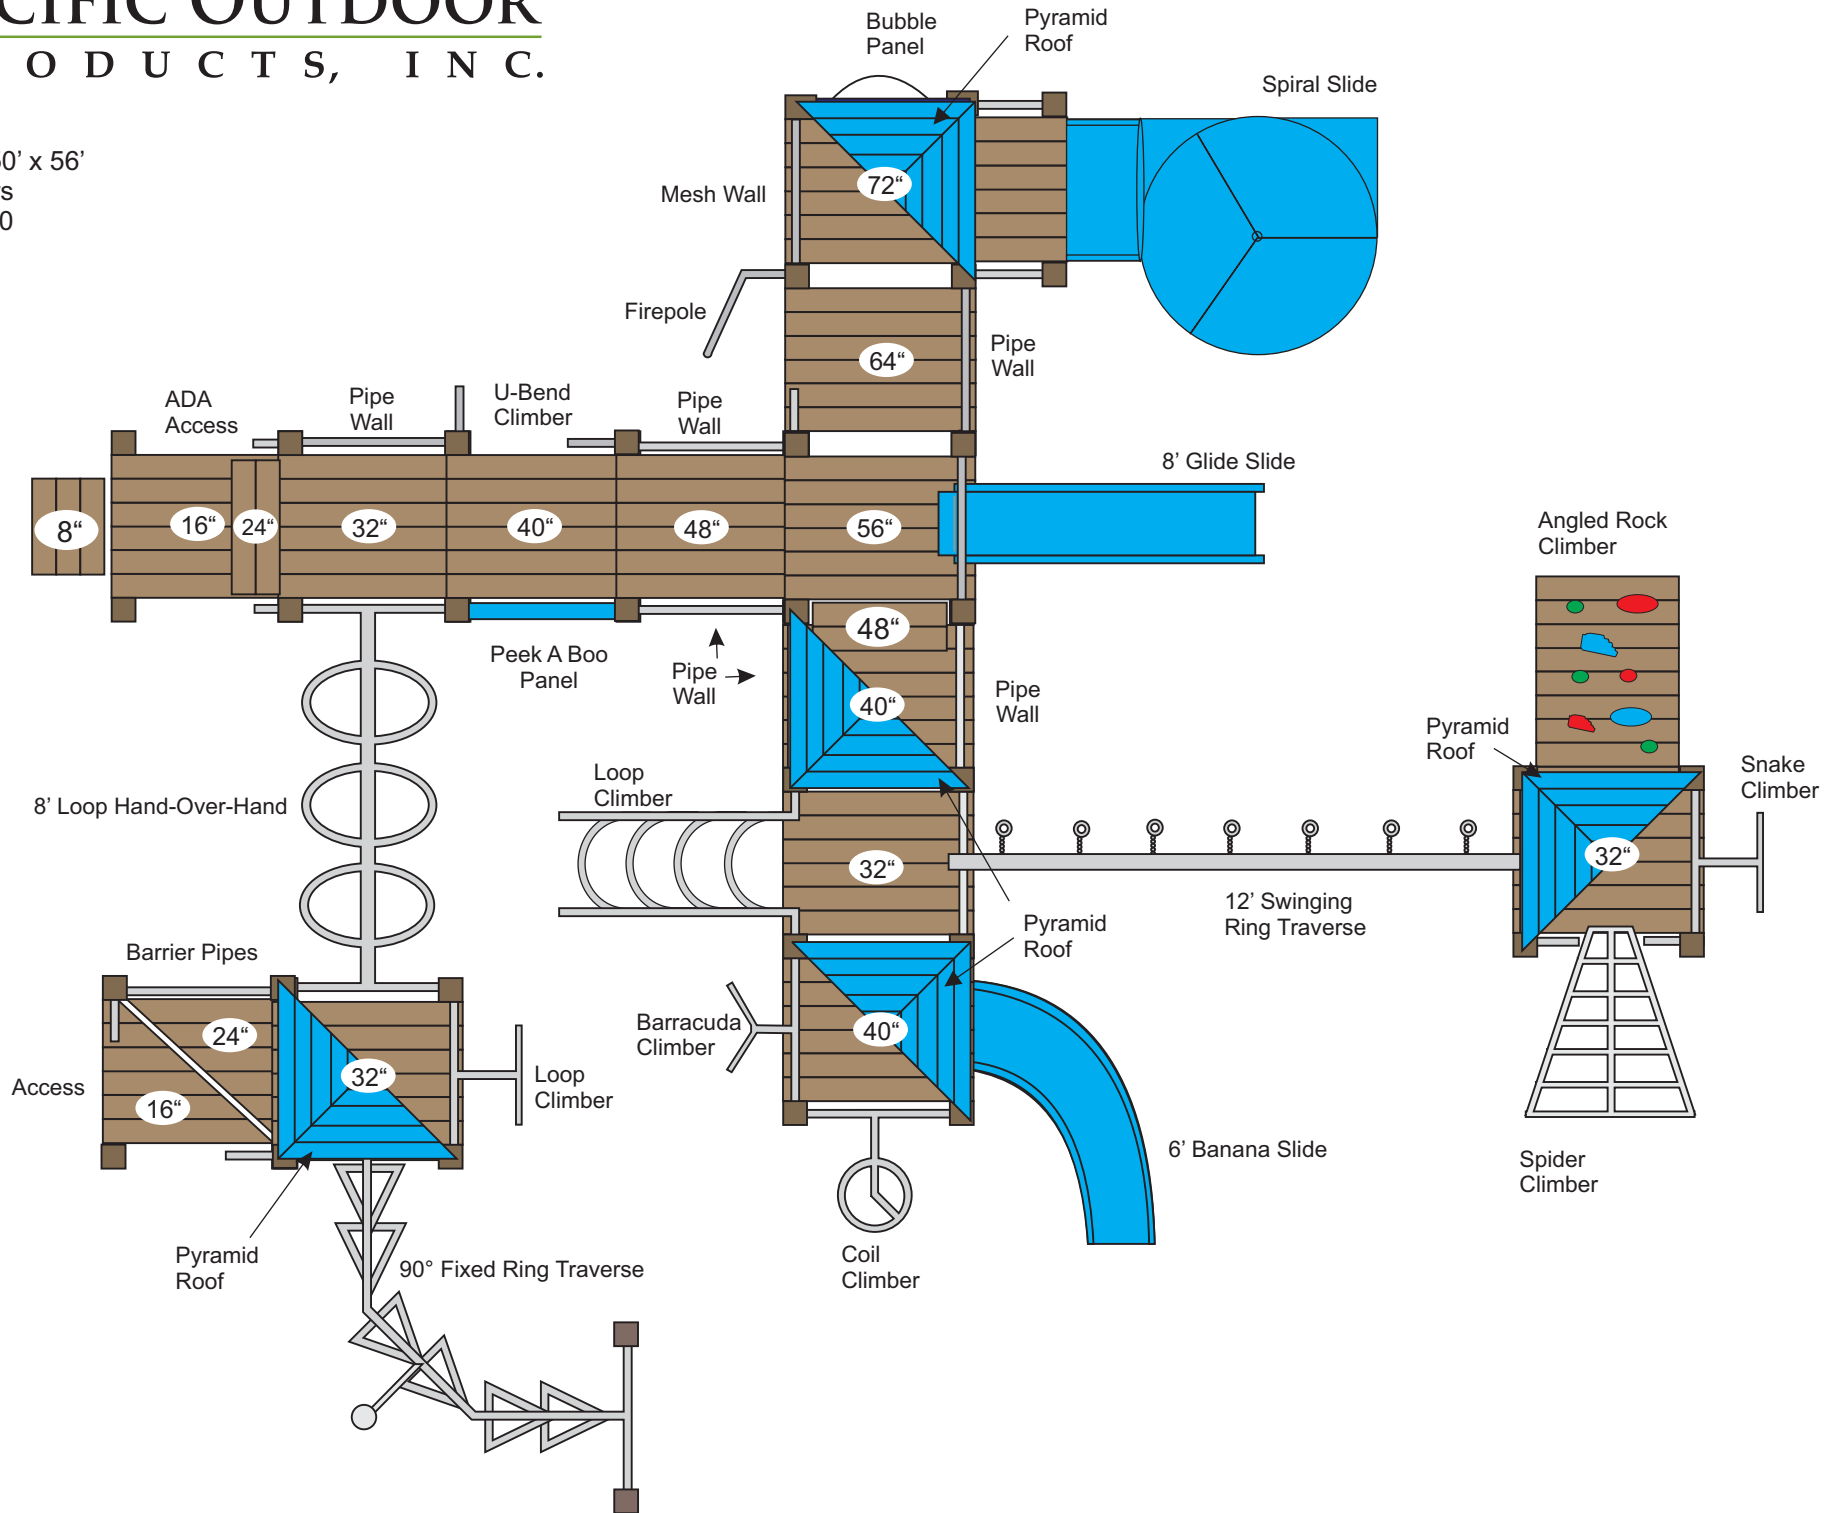 CIFIC OUTDOOR
ODUCTS, INC.
0' x 56'
rs
0
Bubble
Panel
Pyramid
Roof
Spiral Slide
72“
Mesh Wall
Firepole
64“
Pipe
Wall
ADA
Access
Pipe
Wall
U-Bend
Climber
Pipe
Wall
8’ Glide Slide
8“
16“
24“
32“
40“
48“
56“
Angled Rock
Climber
48“
Peek A Boo
Panel
Pipe
Wall
40“
Pipe
Wall
Pyramid
Roof
Snake
Climber
Loop
Climber
8’ Loop Hand-Over-Hand
32“
32“
12’ Swinging
Ring Traverse
Pyramid
Roof
Barrier Pipes
24“
Barracuda
Climber
40“
Access
32“
16“
Loop
Climber
6’ Banana Slide
Spider
Climber
Pyramid
Roof
90° Fixed Ring Traverse
Coil
Climber